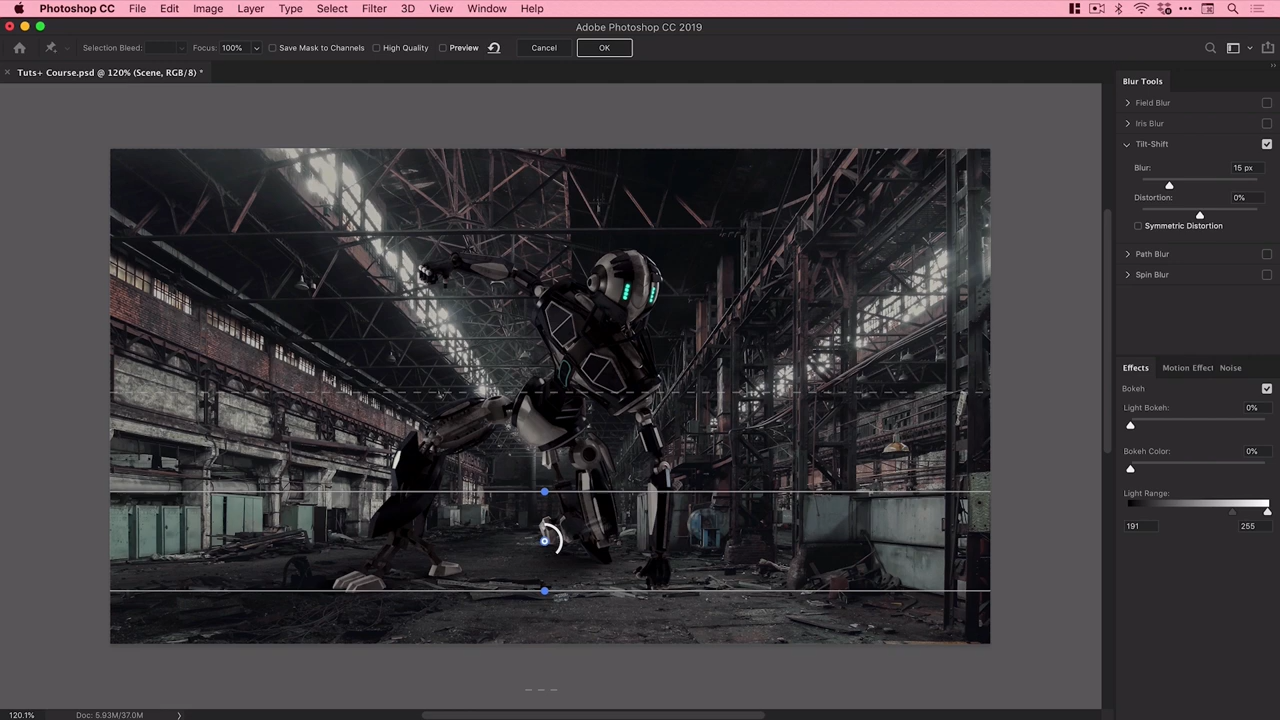 Photoshop CC File Edit Image Layer Type Select Filter 3D View Window Help
Adobe Photoshop CC 2019
Selection Bleed: Focus: 100% Save Mask to Channels High Quality Preview Cancel OK
Tuts+ Course.psd @ 120% (Scene, RGB/8) *
Blur Tools
Field Blur
Iris Blur
Tilt-Shift
Blur: 15 px
Distortion: 0%
Symmetric Distortion
Path Blur
Spin Blur
Effects Motion Effect Noise
Bokeh
Light Bokeh: 0%
Bokeh Color: 0%
Light Range:
191 255
120.1% Doc: 5.93M/37.0M